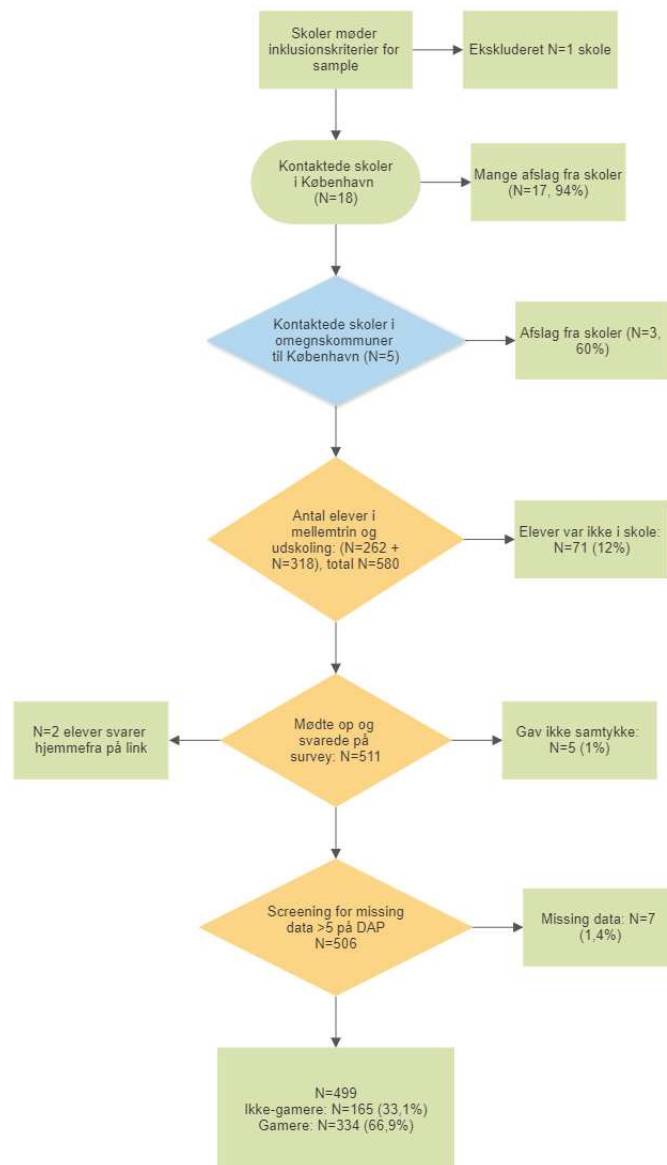 Skoler møder
inklusionskriterier for
sample
Ekskluderet N=1 skole
Kontaktede skoler
i København
(N=18)
Mange afslag fra skoler
(N=17, 94%)
Kontaktede skoler i
omegnskommuner
til København (N=5)
Afslag fra skoler (N=3,
60%)
Antal elever i
mellemtrin og
udskoling: (N=262 +
N=318), total N=580
Elever var ikke i skole:
N=71 (12%)
N=2 elever svarer
hjemmefra på link
Mødte op og
svarede på
survey: N=511
Gav ikke samtykke:
N=5 (1%)
Screening for missing
data >5 på DAP
N=506
Missing data: N=7
(1,4%)
N=499
Ikke-gamere: N=165 (33,1%)
Gamere: N=334 (66,9%)